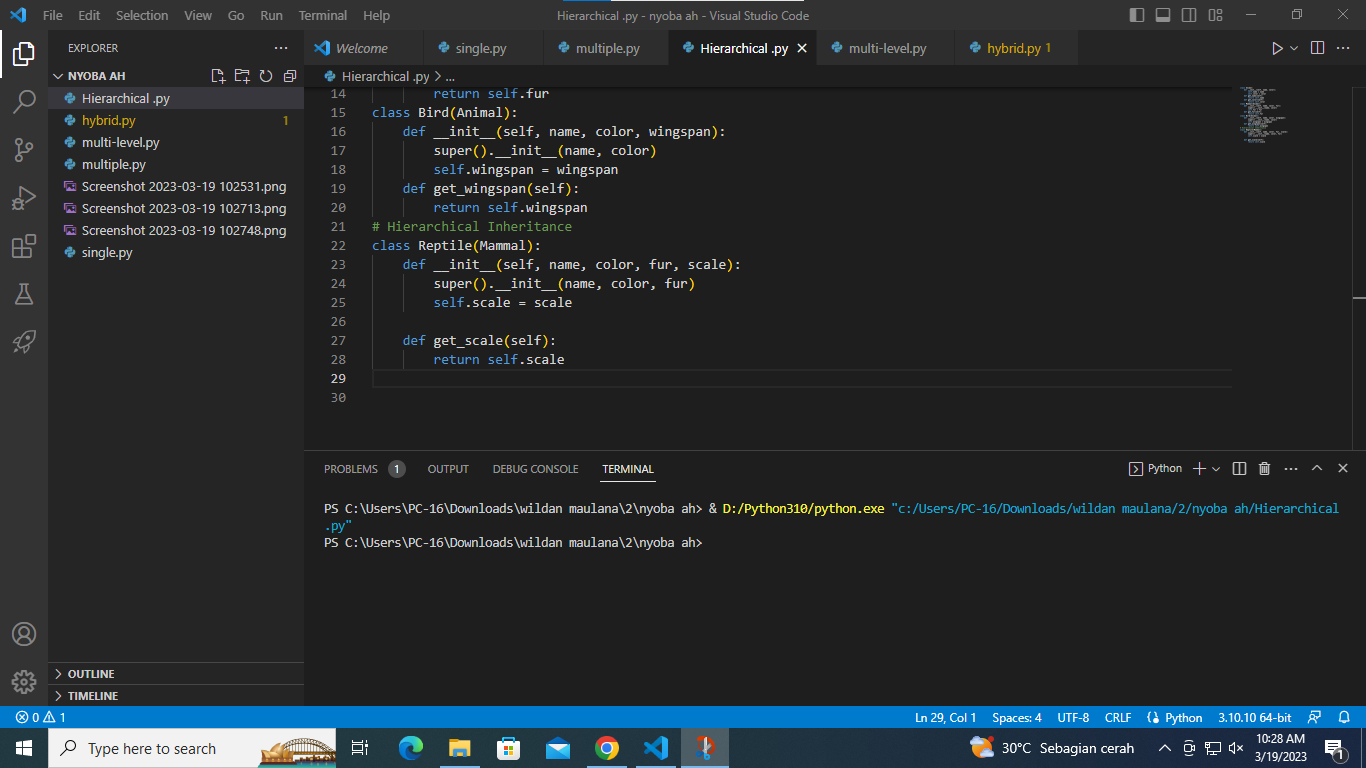 File Edit Selection View Go Run Terminal Help Hierarchical .py - nyoba ah - Visual Studio Code
EXPLORER
Welcome single.py multiple.py Hierarchical .py multi-level.py hybrid.py 1
NYOBA AH
Hierarchical .py > ...
Hierarchical .py
hybrid.py 1
multi-level.py
multiple.py
Screenshot 2023-03-19 102531.png
Screenshot 2023-03-19 102713.png
Screenshot 2023-03-19 102748.png
single.py
14 return self.fur
15 class Bird(Animal):
16 def __init__(self, name, color, wingspan):
17 super().__init__(name, color)
18 self.wingspan = wingspan
19 def get_wingspan(self):
20 return self.wingspan
21 # Hierarchical Inheritance
22 class Reptile(Mammal):
23 def __init__(self, name, color, fur, scale):
24 super().__init__(name, color, fur)
25 self.scale = scale
26
27 def get_scale(self):
28 return self.scale
29
30
PROBLEMS 1 OUTPUT DEBUG CONSOLE TERMINAL Python
PS C:\Users\PC-16\Downloads\wildan maulana\2\nyoba ah> & D:/Python310/python.exe "c:/Users/PC-16/Downloads/wildan maulana/2/nyoba ah/Hierarchical
.py"
PS C:\Users\PC-16\Downloads\wildan maulana\2\nyoba ah>
OUTLINE
TIMELINE
0 1 Ln 29, Col 1 Spaces: 4 UTF-8 CRLF Python 3.10.10 64-bit
Type here to search 30°C Sebagian cerah 10:28 AM
3/19/2023 1